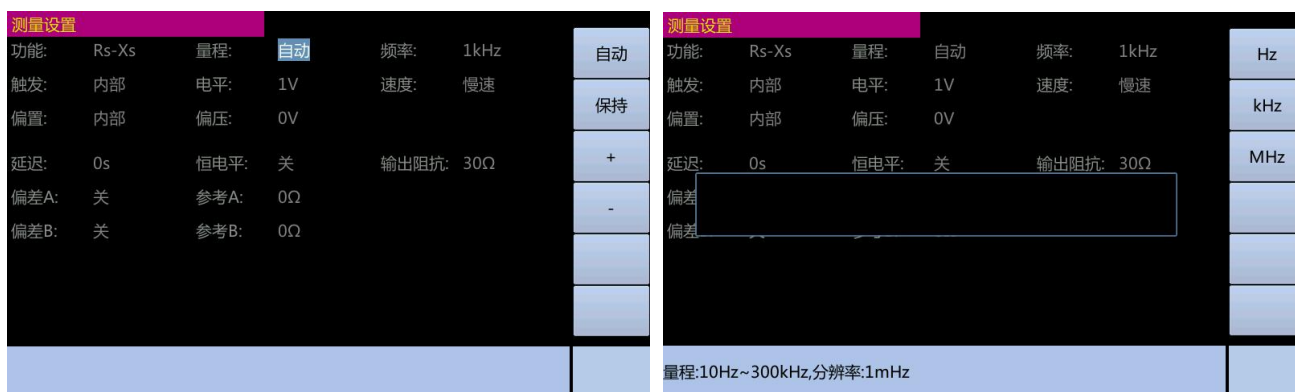 测量设置
功能: Rs-Xs 量程: 自动 频率: 1kHz
触发: 内部 电平: 1V 速度: 慢速
偏置: 内部 偏压: 0V
延迟: 0s 恒电平: 关 输出阻抗: 30Ω
偏差A: 关 参考A: 0Ω
偏差B: 关 参考B: 0Ω
自动
保持
+
-
测量设置
功能: Rs-Xs 量程: 自动 频率: 1kHz
触发: 内部 电平: 1V 速度: 慢速
偏置: 内部 偏压: 0V
延迟: 0s 恒电平: 关 输出阻抗: 30Ω
偏差
偏差
Hz
kHz
MHz
量程:10Hz~300kHz,分辨率:1mHz